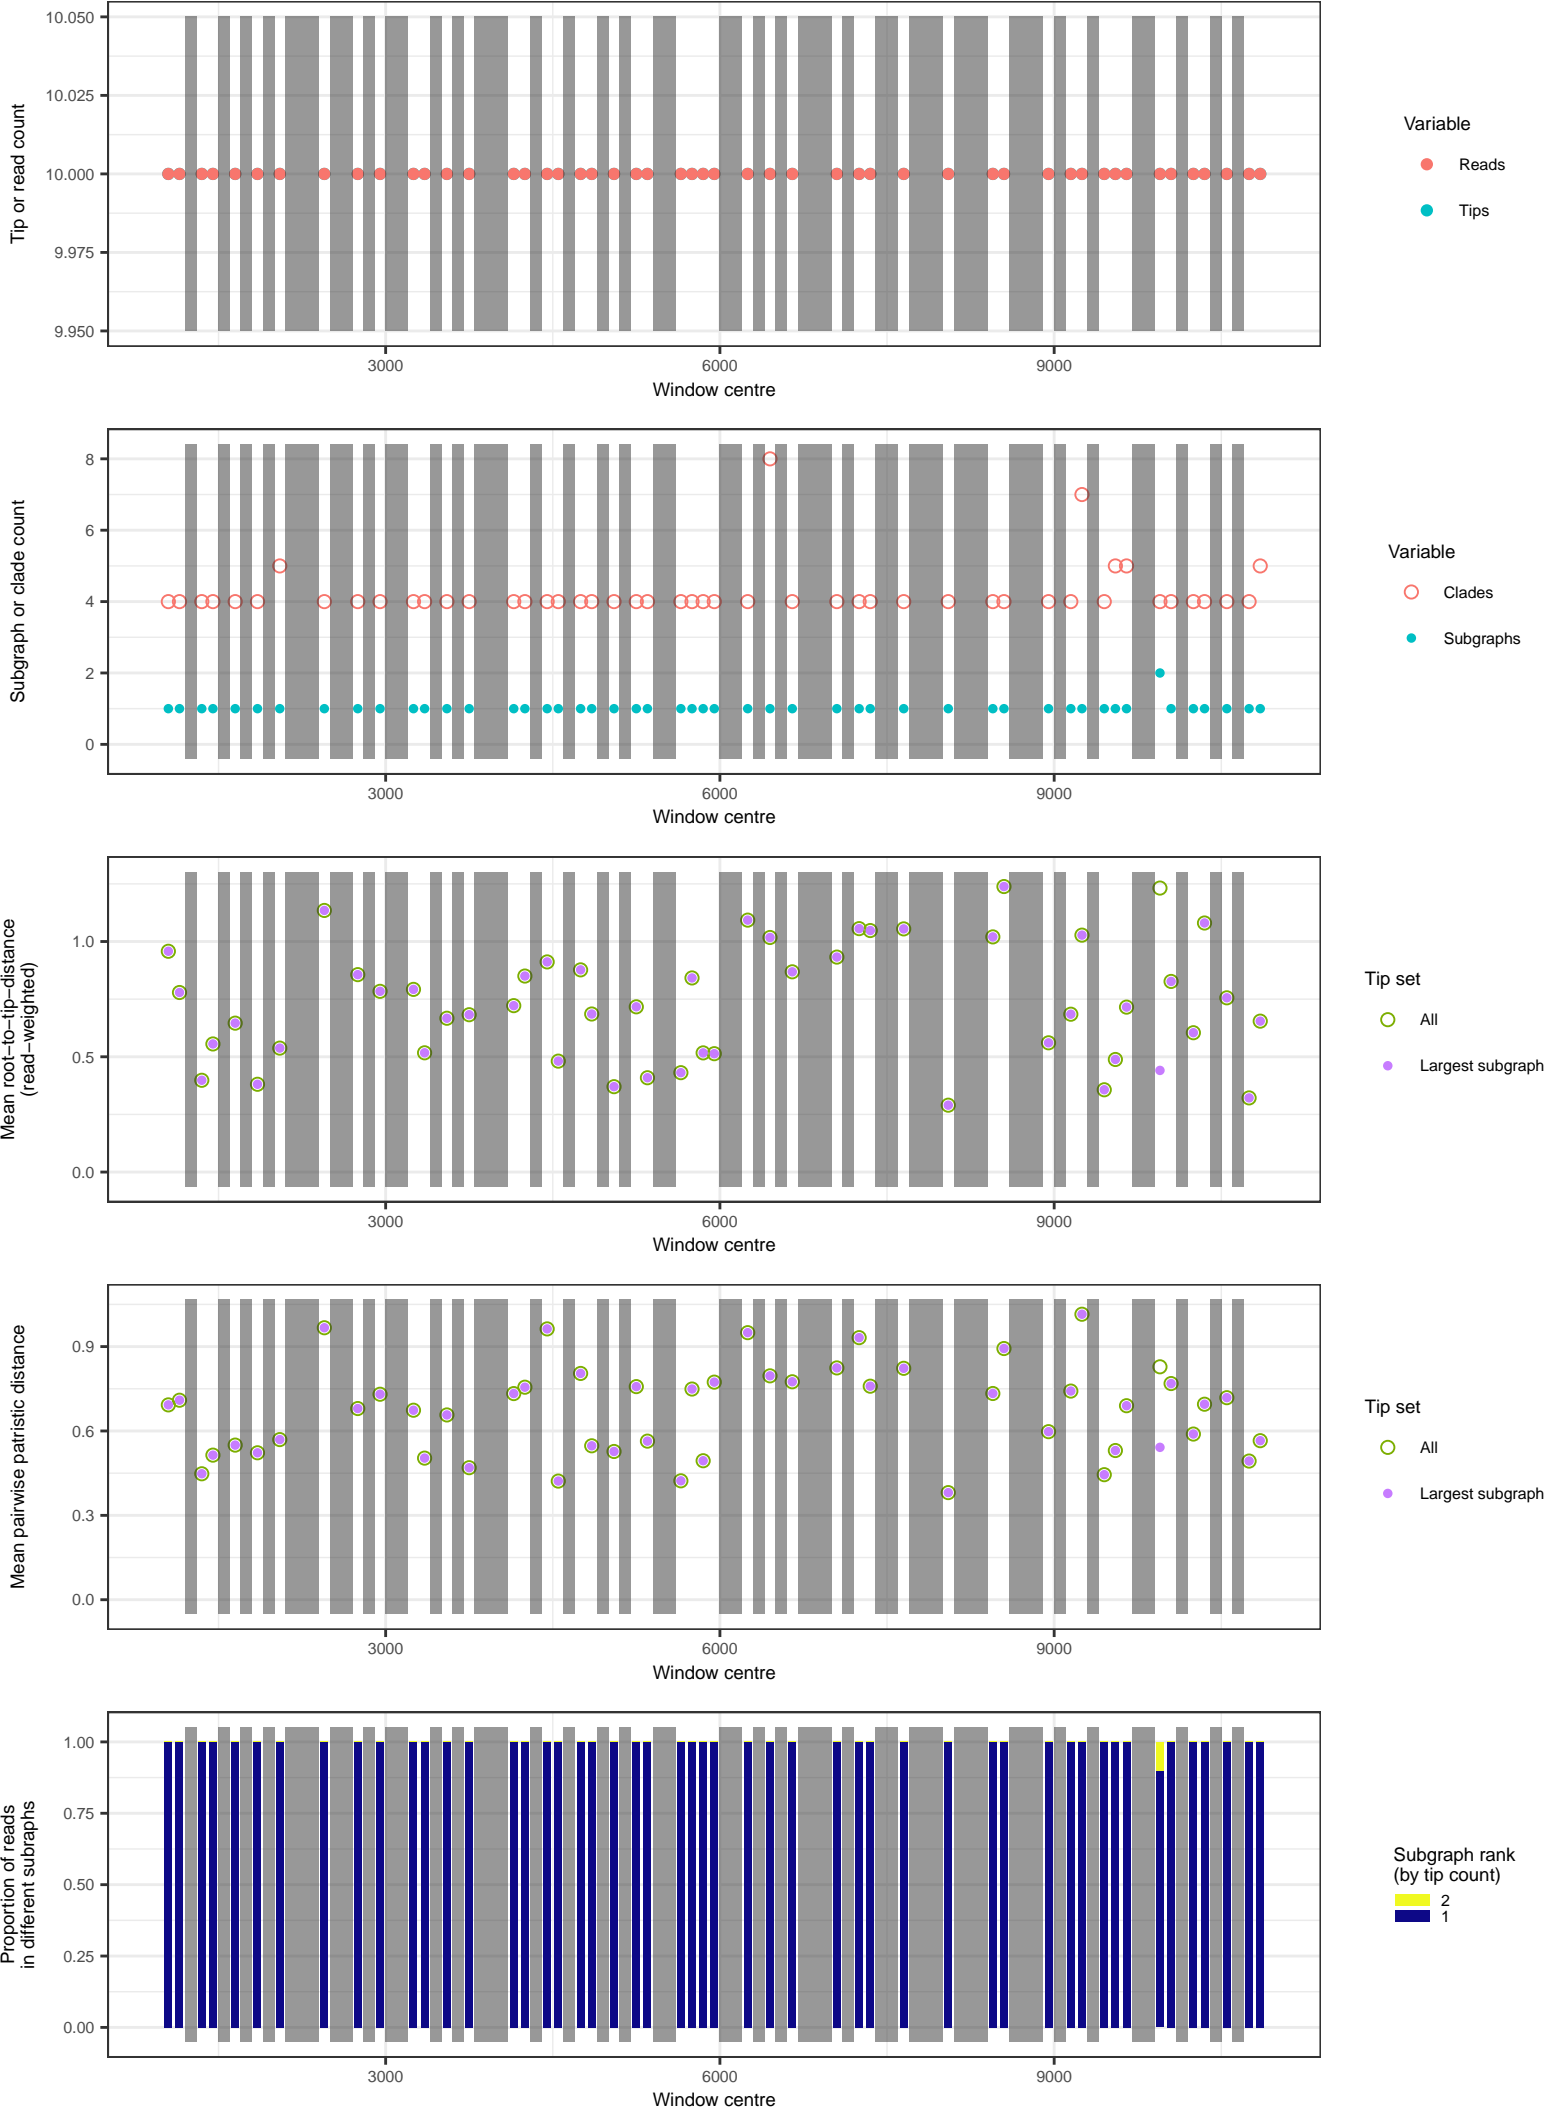 Tip or read count
10.050
10.025
10.000
9.975
9.950
3000
6000
9000
Window centre
Variable
Reads
Tips
Subgraph or clade count
8
6
4
2
0
3000
6000
9000
Window centre
Variable
Clades
Subgraphs
Mean root−to−tip−distance
(read−weighted)
1.0
0.5
0.0
3000
6000
9000
Window centre
Tip set
All
Largest subgraph
Mean pairwise patristic distance
0.9
0.6
0.3
0.0
3000
6000
9000
Window centre
Tip set
All
Largest subgraph
Proportion of reads
in different subraphs
1.00
0.75
0.50
0.25
0.00
3000
6000
9000
Window centre
Subgraph rank
(by tip count)
2
1